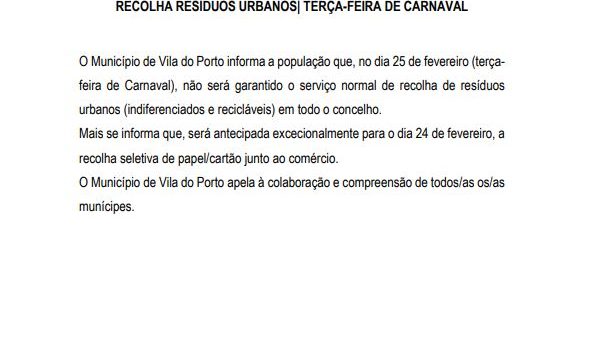 RECOLHA RESÍDUOS URBANOS| TERÇA-FEIRA DE CARNAVAL
O Município de Vila do Porto informa a população que, no dia 25 de fevereiro (terça-
feira de Carnaval), não será garantido o serviço normal de recolha de resíduos
urbanos (indiferenciados e recicláveis) em todo o concelho.
Mais se informa que, será antecipada excecionalmente para o dia 24 de fevereiro, a
recolha seletiva de papel/cartão junto ao comércio.
O Município de Vila do Porto apela à colaboração e compreensão de todos/as os/as
munícipes.